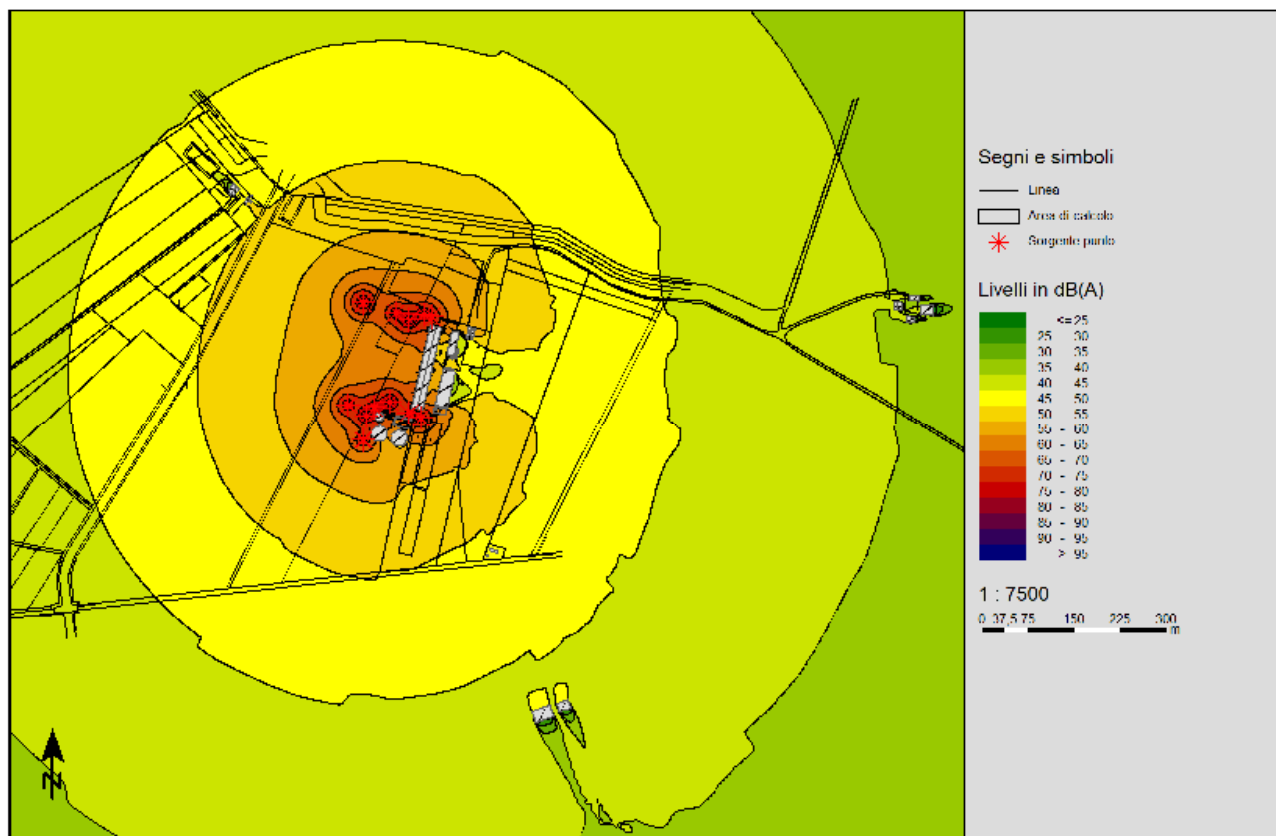 Segni e simboli
Linea
Area di calcolo
Sorgente punto
Livelli in dB(A)
<= 25
25 - 30
30 - 35
35 - 40
40 - 45
45 - 50
50 - 55
55 - 60
60 - 65
65 - 70
70 - 75
75 - 80
80 - 85
85 - 90
90 - 95
> 95
1 : 7500
0 37,5 75 150 225 300
m
N